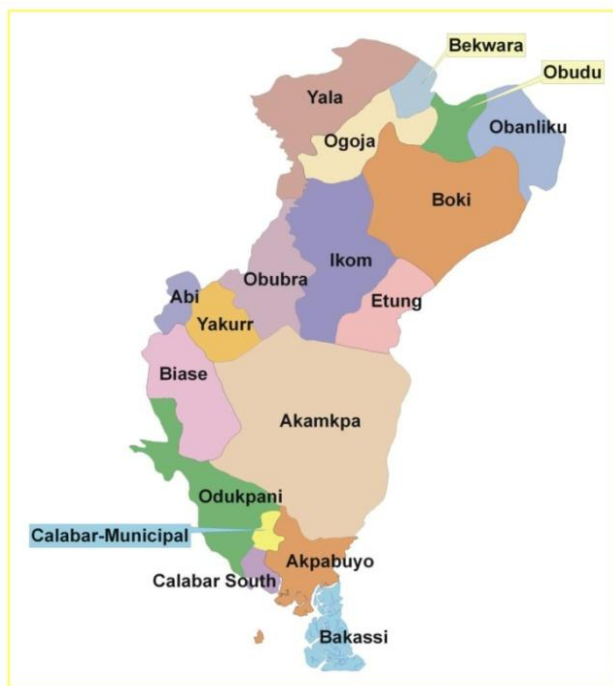 Bekwara
Obudu
Yala
Obanliku
Ogoja
Boki
Ikom
Obubra
Etung
Abi
Yakurr
Biase
Akamkpa
Odukpani
Calabar-Municipal
Akpabuyo
Calabar South
Bakassi